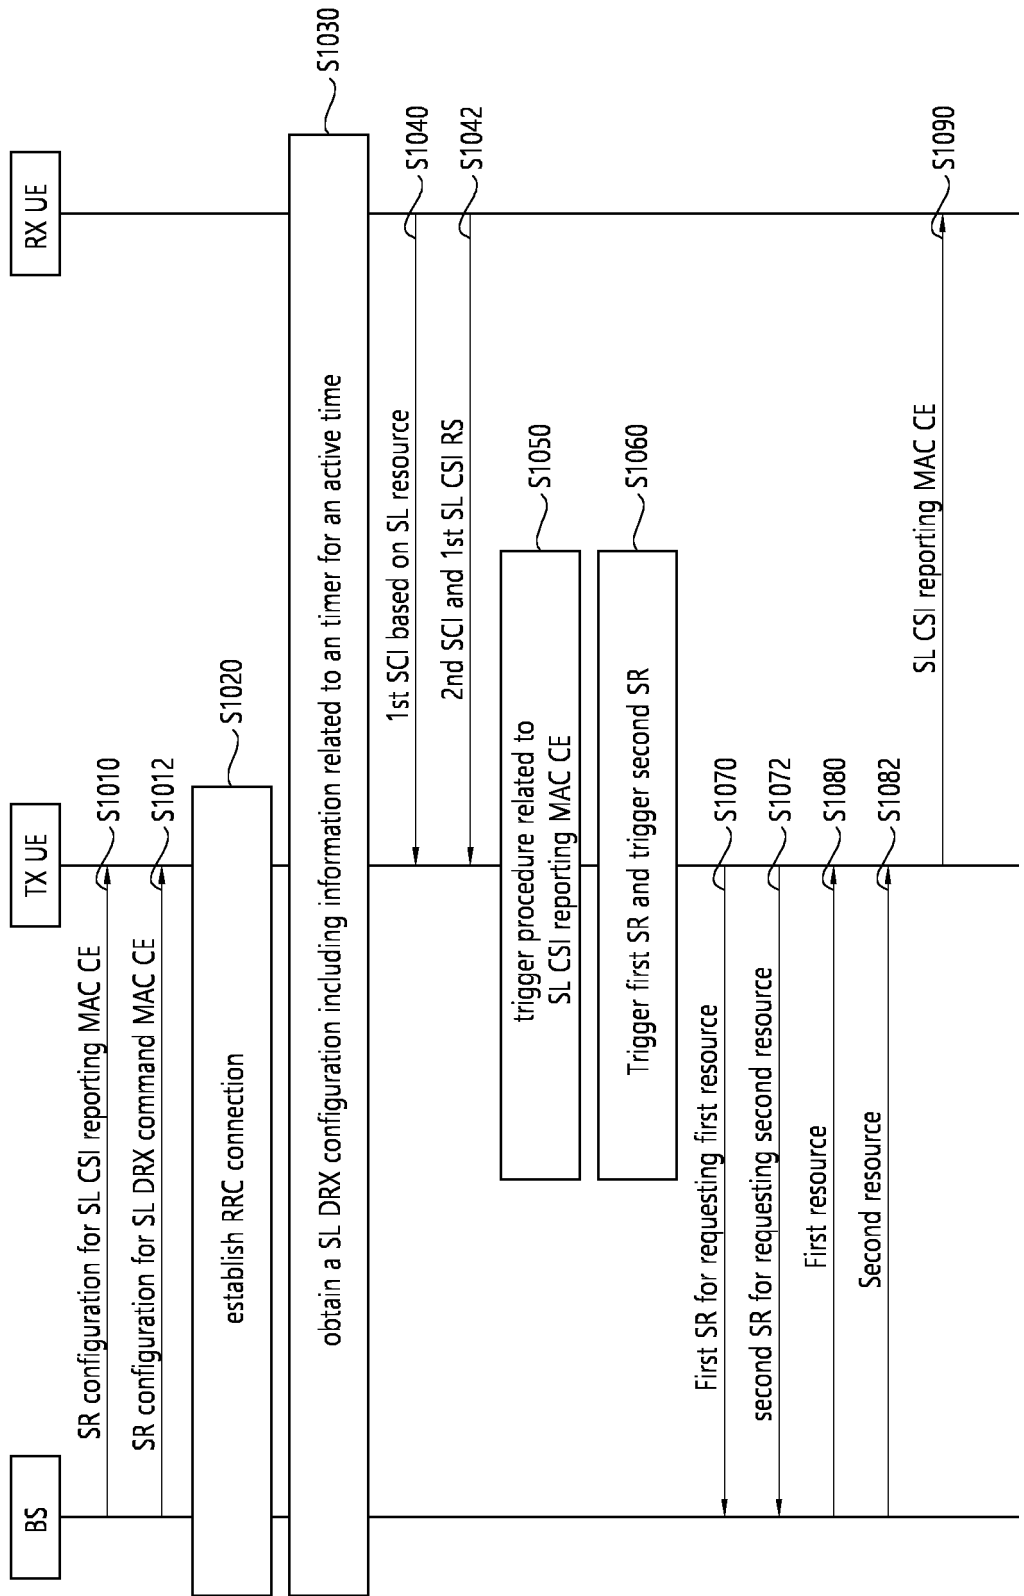 BS
TX UE
RX UE
SR configuration for SL CSI reporting MAC CE
S1010
SR configuration for SL DRX command MAC CE
S1012
establish RRC connection
S1020
obtain a SL DRX configuration including information related to an timer for an active time
S1030
1st SCI based on SL resource
S1040
2nd SCI and 1st SL CSI RS
S1042
trigger procedure related to
SL CSI reporting MAC CE
S1050
Trigger first SR and trigger second SR
S1060
First SR for requesting first resource
S1070
second SR for requesting second resource
S1072
First resource
S1080
Second resource
S1082
SL CSI reporting MAC CE
S1090